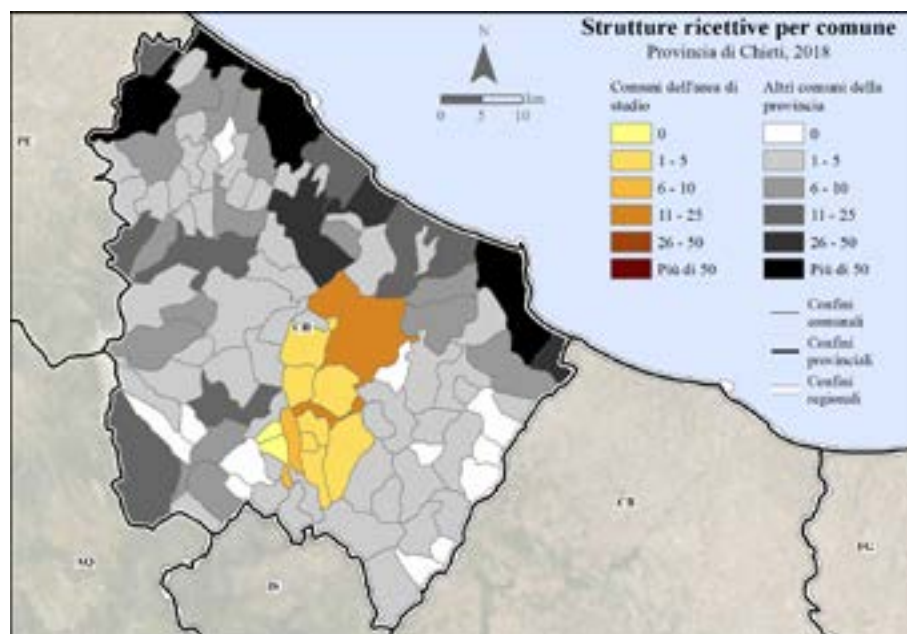 Strutture ricettive per comune
Provincia di Chieti, 2018
N
km
0 5 10
Comuni dell'area di
studio
0
1 - 5
6 - 10
11 - 25
26 - 50
Più di 50
Altri comuni della
provincia
0
1 - 5
6 - 10
11 - 25
26 - 50
Più di 50
Confini
comunali
Confini
provinciali
Confini
regionali
PE
CH
AQ
IS
CB
FG